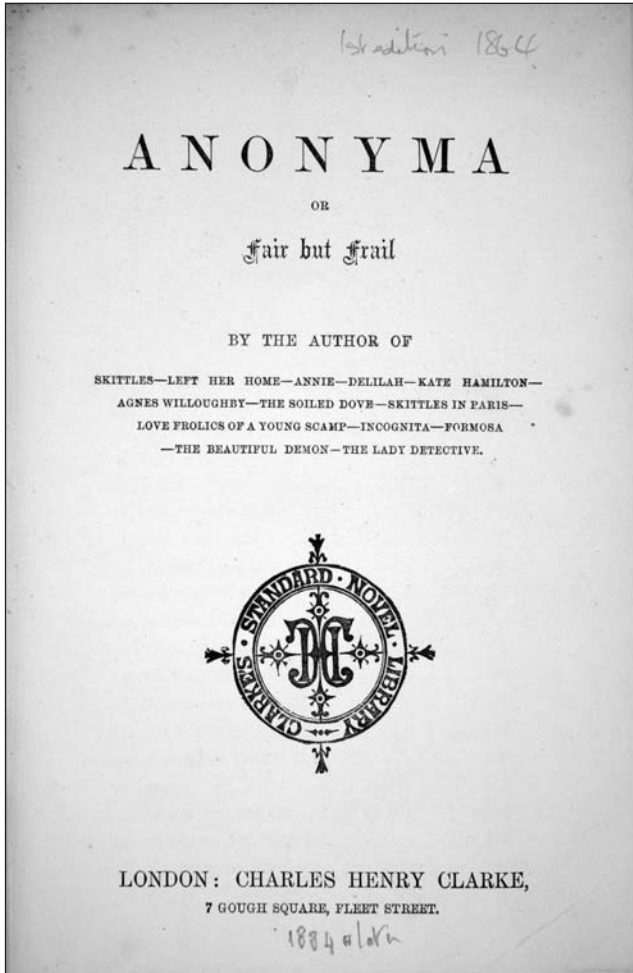 1st edition 1864
ANONYMA
OR
Fair but Frail
BY THE AUTHOR OF
SKITTLES—LEFT HER HOME—ANNIE—DELILAH—KATE HAMILTON—
AGNES WILLOUGHBY—THE SOILED DOVE—SKITTLES IN PARIS—
LOVE FROLICS OF A YOUNG SCAMP—INCOGNITA—FORMOSA
—THE BEAUTIFUL DEMON—THE LADY DETECTIVE.
CLARKE'S · STANDARD · NOVEL · LIBRARY
LONDON: CHARLES HENRY CLARKE,
7 GOUGH SQUARE, FLEET STREET.
1884